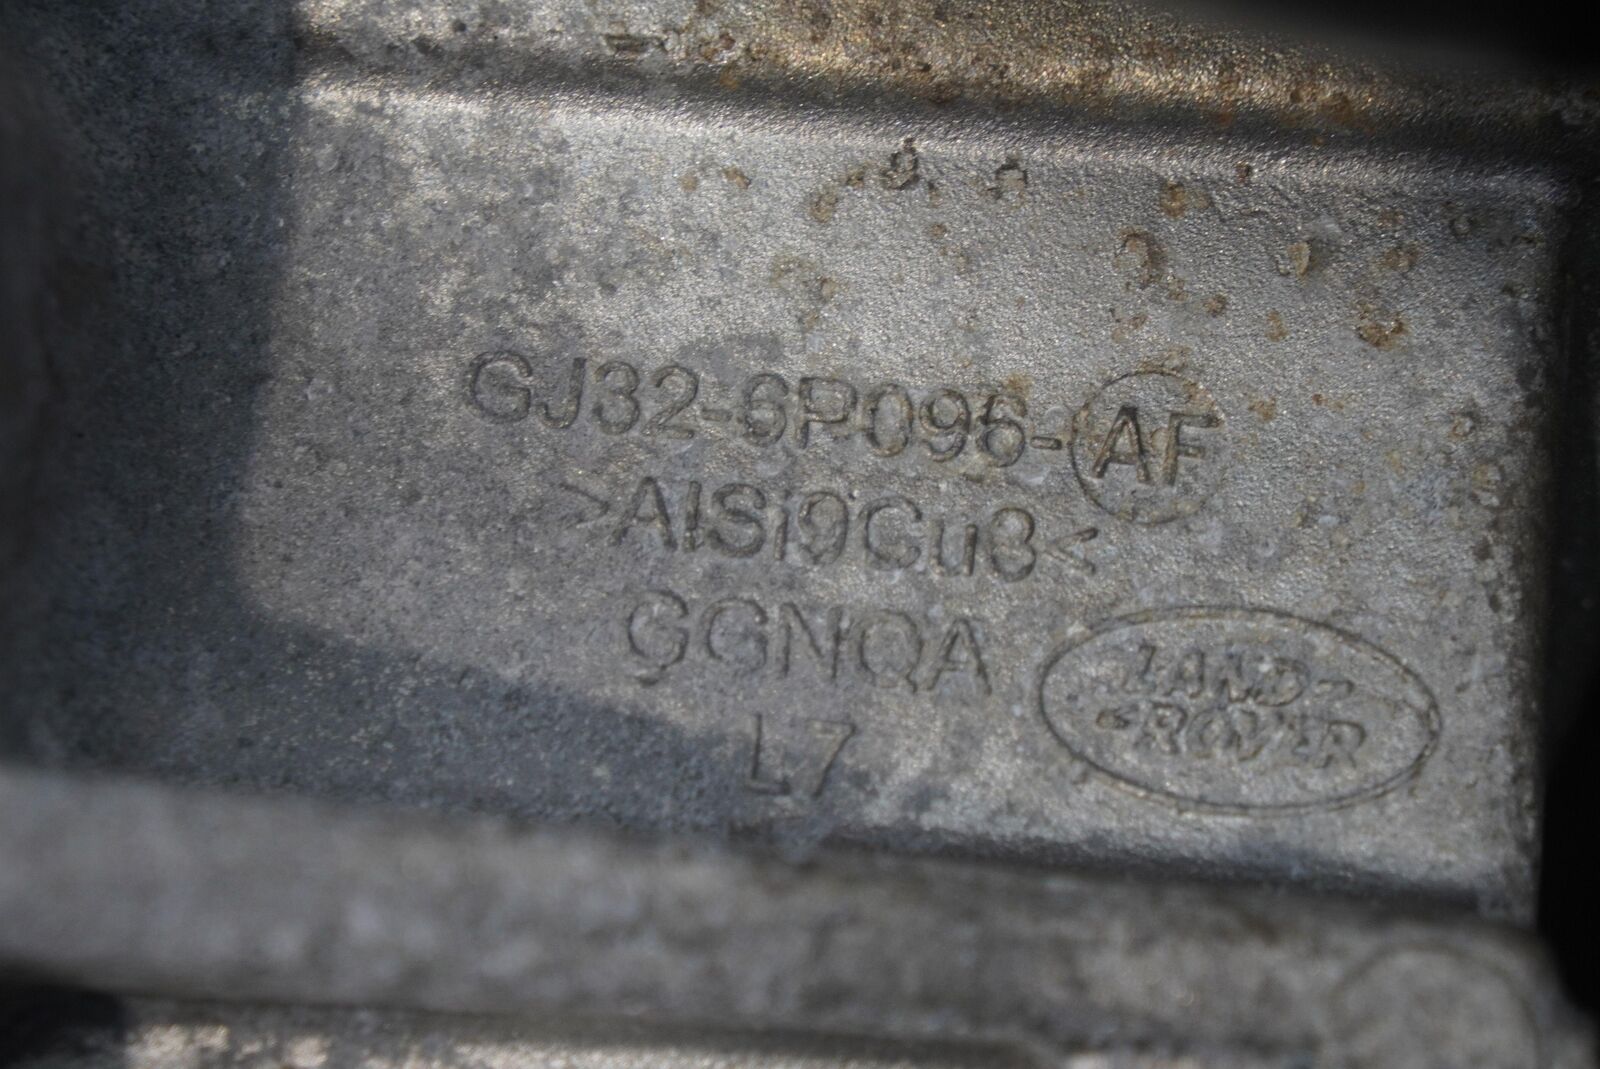 GJ32-6P096-AF
>AlSi9Cu3<
GGNQA
L7
LAND-
-ROVER